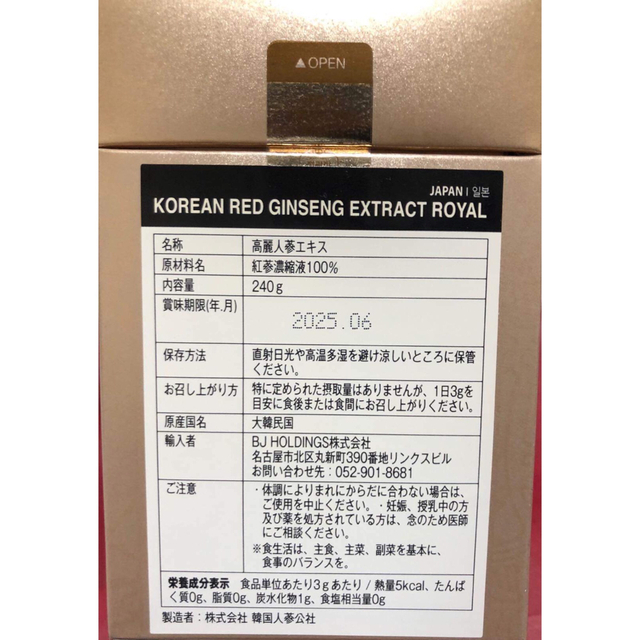 ▲OPEN
JAPAN | 일본
KOREAN RED GINSENG EXTRACT ROYAL
名称 高麗人参エキス
原材料名 紅参濃縮液100%
内容量 240g
賞味期限(年.月) 2025.06
保存方法 直射日光や高温多湿を避け涼しいところに保管
ください。
お召し上がり方 特に定められた摂取量はありませんが、1日3gを
目安に食後または食間にお召し上がりください。
原産国名 大韓民国
輸入者 BJ HOLDINGS株式会社
名古屋市北区丸新町390番地リンクスビル
お問い合わせ先：052-901-8681
ご注意 ・体調によりまれにからだに合わない場合は、
ご使用を中止ください。・妊娠、授乳中の方
及び薬を処方されている方は、念のため医師
にご相談ください。
※食生活は、主食、主菜、副菜を基本に、
食事のバランスを。
栄養成分表示 食品単位あたり3gあたり / 熱量5kcal、たんぱ
く質0g、脂質0g、炭水化物1g、食塩相当量0g
製造者：株式会社 韓国人参公社